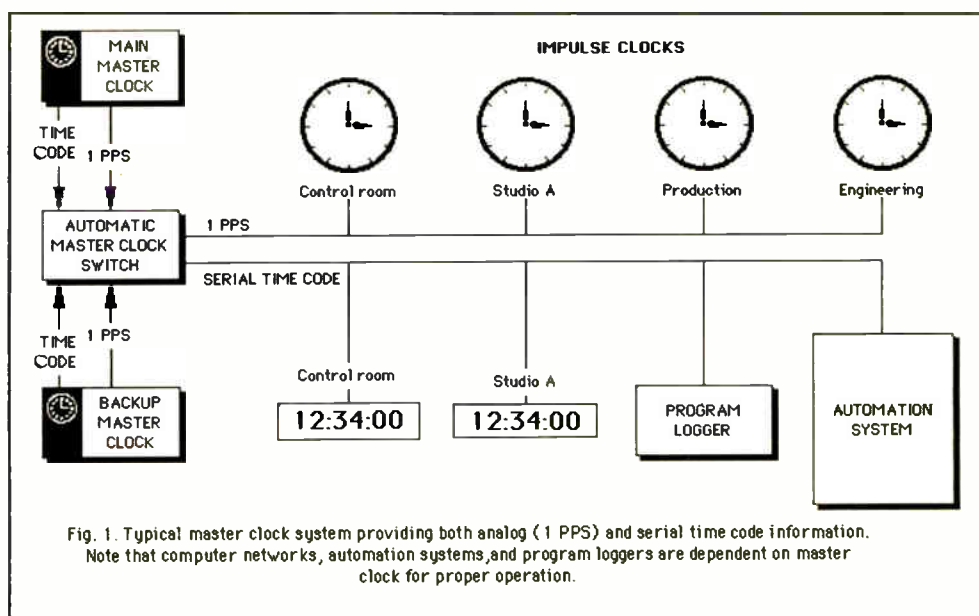 MAIN
MASTER
CLOCK
IMPULSE CLOCKS
TIME
CODE
1 PPS
Control room
Studio A
Production
Engineering
AUTOMATIC
MASTER CLOCK
SWITCH
1 PPS
SERIAL TIME CODE
TIME
CODE
1 PPS
BACKUP
MASTER
CLOCK
Control room
12:34:00
Studio A
12:34:00
PROGRAM
LOGGER
AUTOMATION
SYSTEM
Fig. 1. Typical master clock system providing both analog (1 PPS) and serial time code information.
Note that computer networks, automation systems,and program loggers are dependent on master
clock for proper operation.